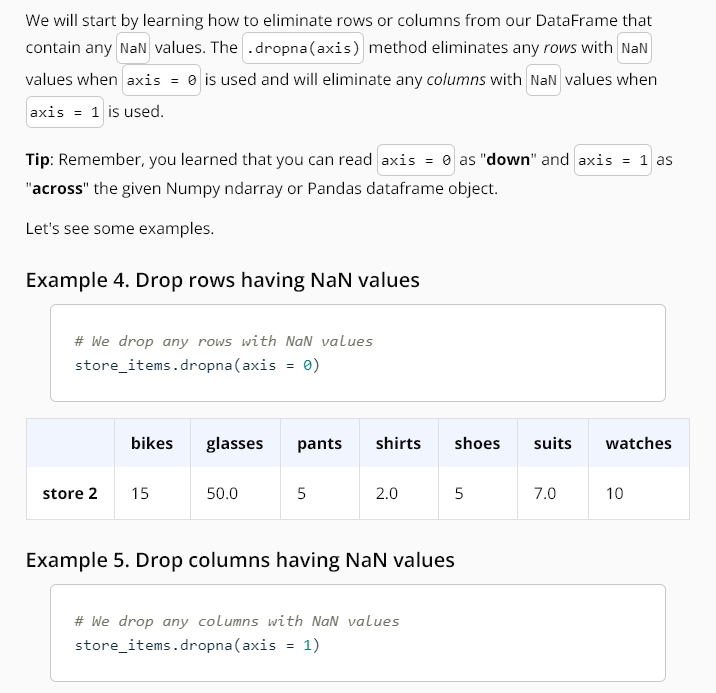 We will start by learning how to eliminate rows or columns from our DataFrame that
contain any NaN values. The .dropna(axis) method eliminates any rows with NaN
values when axis = 0 is used and will eliminate any columns with NaN values when
axis = 1 is used.
Tip: Remember, you learned that you can read axis = 0 as "down" and axis = 1 as
"across" the given Numpy ndarray or Pandas dataframe object.
Let's see some examples.
Example 4. Drop rows having NaN values
# We drop any rows with NaN values
store_items.dropna(axis = 0)
bikes glasses pants shirts shoes suits watches
store 2 15 50.0 5 2.0 5 7.0 10
Example 5. Drop columns having NaN values
# We drop any columns with NaN values
store_items.dropna(axis = 1)